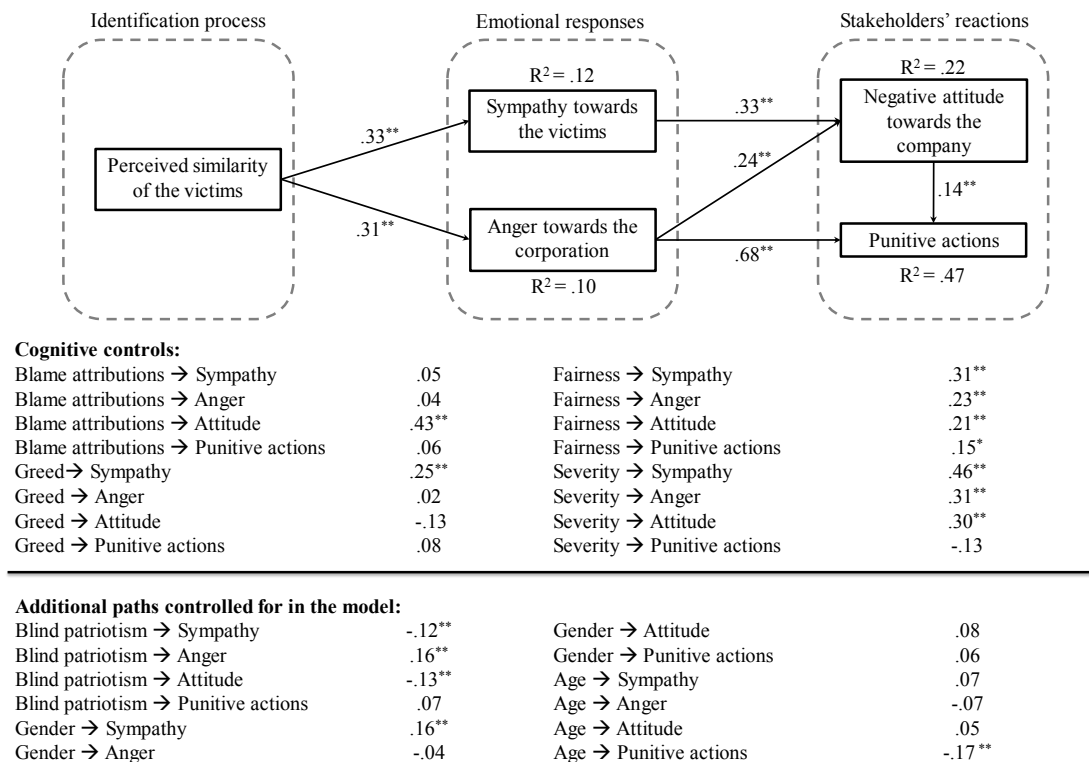 Identification process
Emotional responses
Stakeholders' reactions
R² = .12
R² = .22
Sympathy towards
the victims
Negative attitude
towards the
company
.33**
.33**
.24**
Perceived similarity
of the victims
.14**
.31**
Anger towards the
corporation
.68**
Punitive actions
R² = .10
R² = .47
Cognitive controls:
Blame attributions → Sympathy .05 Fairness → Sympathy .31**
Blame attributions → Anger .04 Fairness → Anger .23**
Blame attributions → Attitude .43** Fairness → Attitude .21**
Blame attributions → Punitive actions .06 Fairness → Punitive actions .15*
Greed→ Sympathy .25** Severity → Sympathy .46**
Greed → Anger .02 Severity → Anger .31**
Greed → Attitude -.13 Severity → Attitude .30**
Greed → Punitive actions .08 Severity → Punitive actions -.13
Additional paths controlled for in the model:
Blind patriotism → Sympathy -.12** Gender → Attitude .08
Blind patriotism → Anger .16** Gender → Punitive actions .06
Blind patriotism → Attitude -.13** Age → Sympathy .07
Blind patriotism → Punitive actions .07 Age → Anger -.07
Gender → Sympathy .16** Age → Attitude .05
Gender → Anger -.04 Age → Punitive actions -.17 **